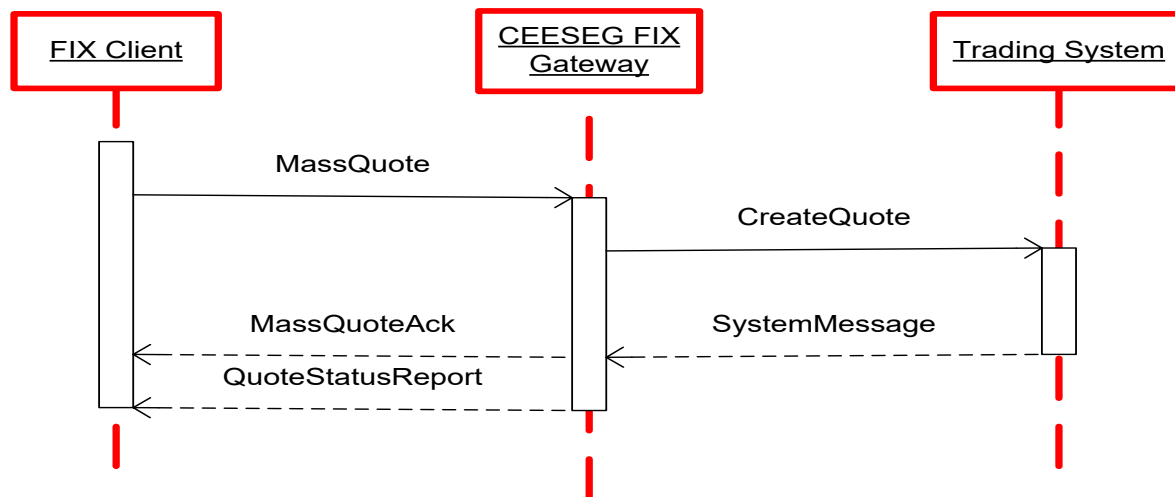 FIX Client
CEESEG FIX
Gateway
Trading System
MassQuote
CreateQuote
MassQuoteAck
SystemMessage
QuoteStatusReport